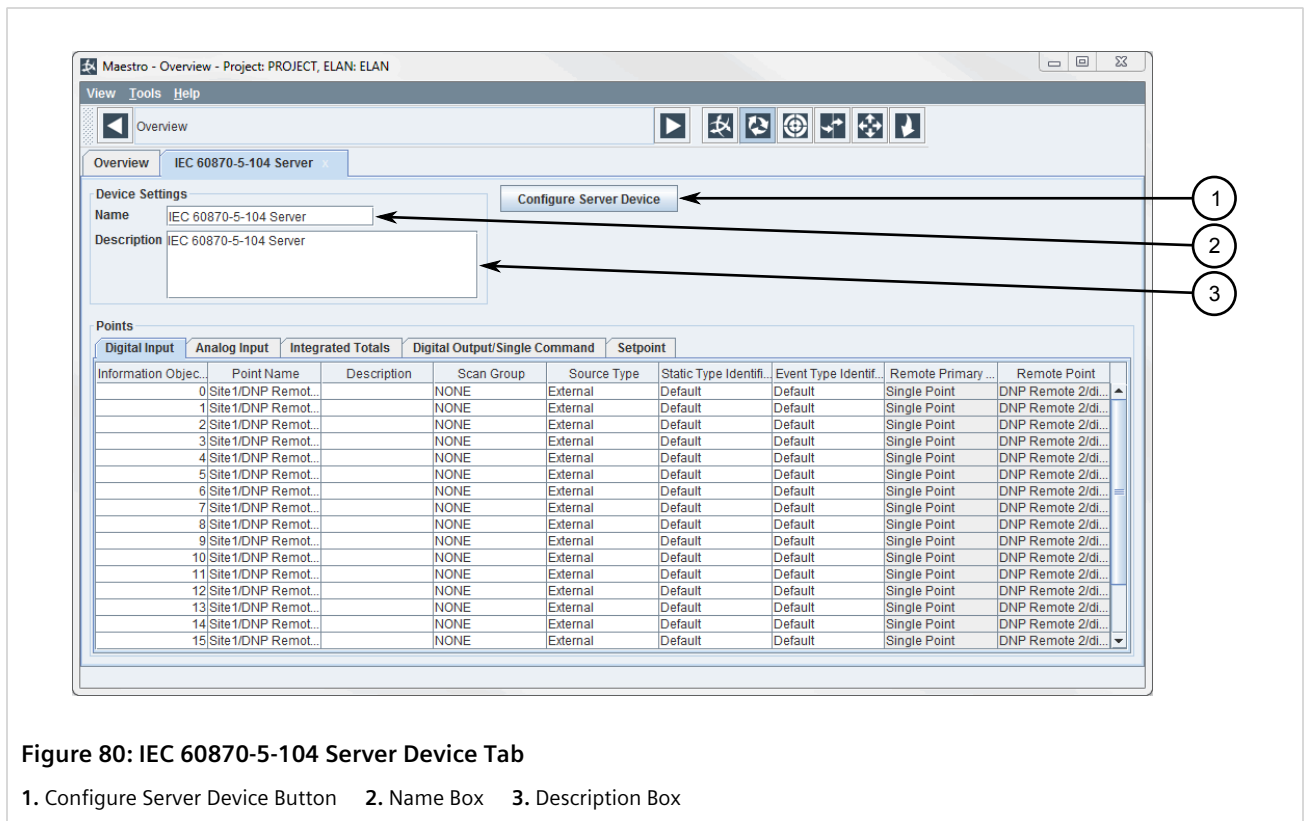 Maestro - Overview - Project: PROJECT, ELAN: ELAN
View Tools Help
Overview
Overview IEC 60870-5-104 Server x
Device Settings
Configure Server Device
1
Name IEC 60870-5-104 Server
2
Description IEC 60870-5-104 Server
3
Points
Digital Input Analog Input Integrated Totals Digital Output/Single Command Setpoint
Information Objec... Point Name Description Scan Group Source Type Static Type Identifi... Event Type Identif... Remote Primary ... Remote Point
0 Site1/DNP Remot... NONE External Default Default Single Point DNP Remote 2/di...
1 Site1/DNP Remot... NONE External Default Default Single Point DNP Remote 2/di...
2 Site1/DNP Remot... NONE External Default Default Single Point DNP Remote 2/di...
3 Site1/DNP Remot... NONE External Default Default Single Point DNP Remote 2/di...
4 Site1/DNP Remot... NONE External Default Default Single Point DNP Remote 2/di...
5 Site1/DNP Remot... NONE External Default Default Single Point DNP Remote 2/di...
6 Site1/DNP Remot... NONE External Default Default Single Point DNP Remote 2/di...
7 Site1/DNP Remot... NONE External Default Default Single Point DNP Remote 2/di...
8 Site1/DNP Remot... NONE External Default Default Single Point DNP Remote 2/di...
9 Site1/DNP Remot... NONE External Default Default Single Point DNP Remote 2/di...
10 Site1/DNP Remot... NONE External Default Default Single Point DNP Remote 2/di...
11 Site1/DNP Remot... NONE External Default Default Single Point DNP Remote 2/di...
12 Site1/DNP Remot... NONE External Default Default Single Point DNP Remote 2/di...
13 Site1/DNP Remot... NONE External Default Default Single Point DNP Remote 2/di...
14 Site1/DNP Remot... NONE External Default Default Single Point DNP Remote 2/di...
15 Site1/DNP Remot... NONE External Default Default Single Point DNP Remote 2/di...
Figure 80: IEC 60870-5-104 Server Device Tab
1. Configure Server Device Button 2. Name Box 3. Description Box